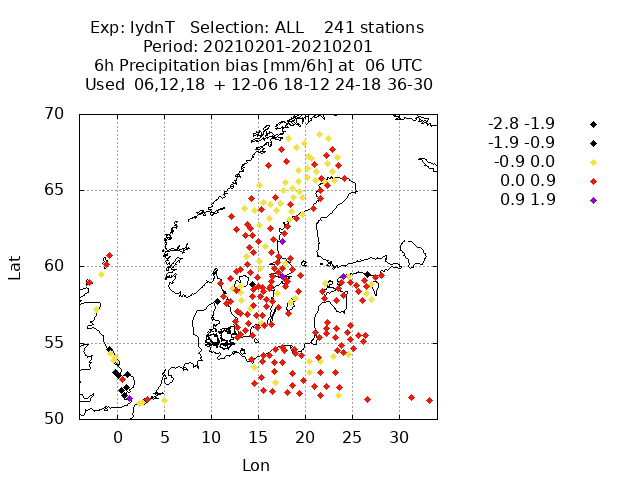 Exp: IydnT Selection: ALL 241 stations
Period: 20210201-20210201
6h Precipitation bias [mm/6h] at 06 UTC
Used 06,12,18 + 12-06 18-12 24-18 36-30
70
65
60
55
50
0 5 10 15 20 25 30
Lat
Lon
-2.8 -1.9
-1.9 -0.9
-0.9 0.0
0.0 0.9
0.9 1.9